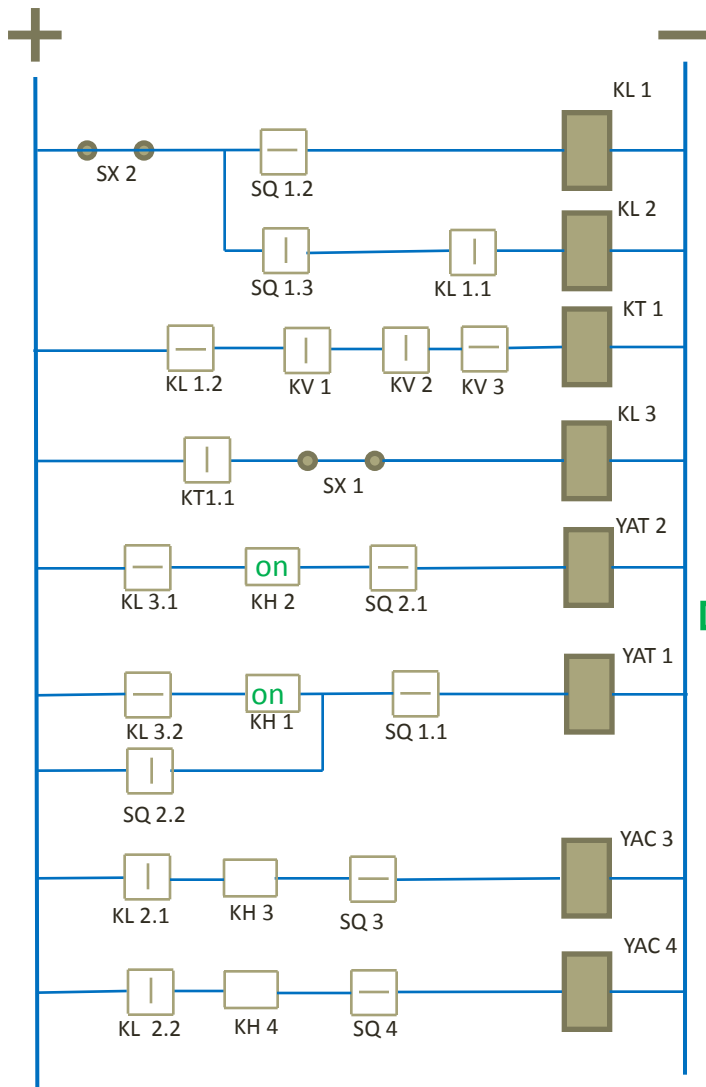 + —
KL 1
SX 2
SQ 1.2
KL 2
SQ 1.3
KL 1.1
KT 1
KL 1.2
KV 1
KV 2
KV 3
KL 3
KT1.1
SX 1
YAT 2
on
KL 3.1
KH 2
SQ 2.1
YAT 1
on
KL 3.2
KH 1
SQ 1.1
SQ 2.2
YAC 3
KL 2.1
KH 3
SQ 3
YAC 4
KL 2.2
KH 4
SQ 4